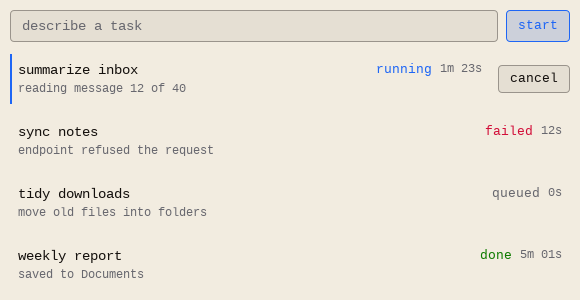 describe a task
start
summarize inbox
running 1m 23s
cancel
reading message 12 of 40
sync notes
failed 12s
endpoint refused the request
tidy downloads
queued 0s
move old files into folders
weekly report
done 5m 01s
saved to Documents